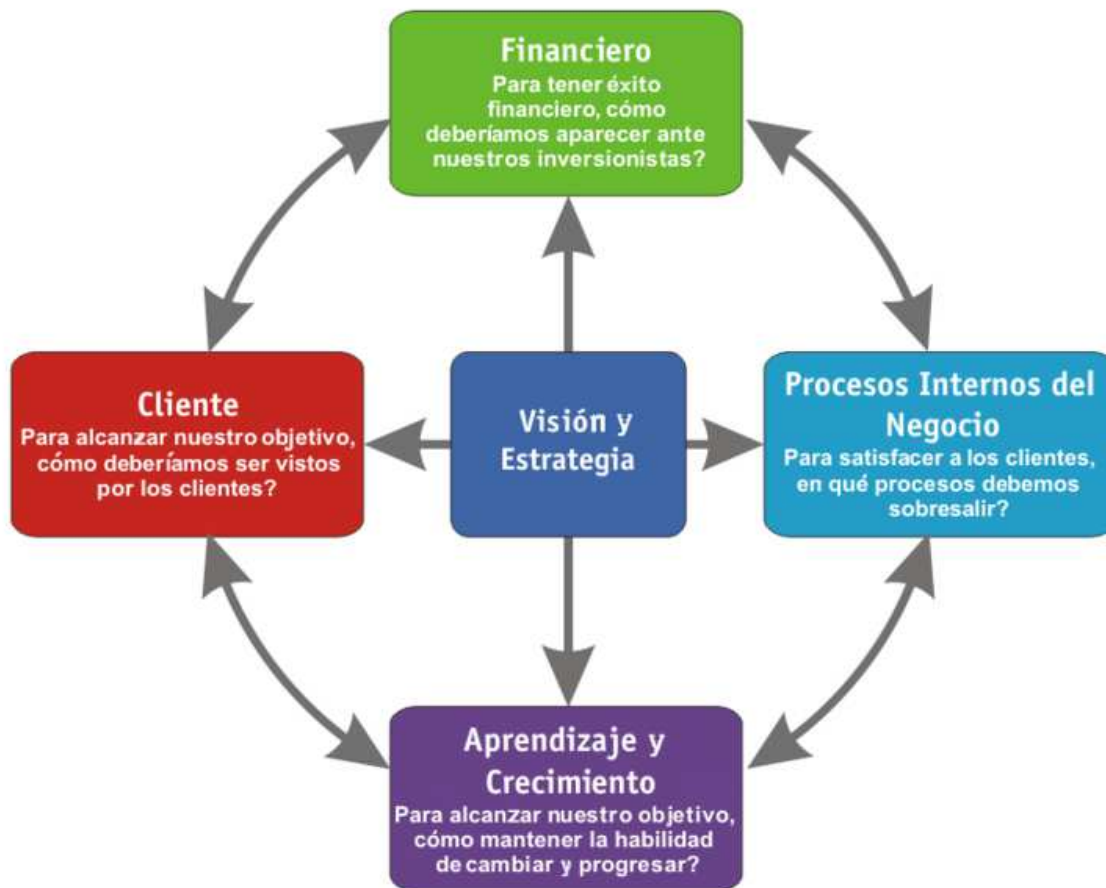 Financiero
Para tener éxito
financiero, cómo
deberíamos aparecer ante
nuestros inversionistas?
Cliente
Para alcanzar nuestro objetivo,
cómo deberíamos ser vistos
por los clientes?
Visión y
Estrategia
Procesos Internos del
Negocio
Para satisfacer a los clientes,
en qué procesos debemos
sobresalir?
Aprendizaje y
Crecimiento
Para alcanzar nuestro objetivo,
cómo mantener la habilidad
de cambiar y progresar?